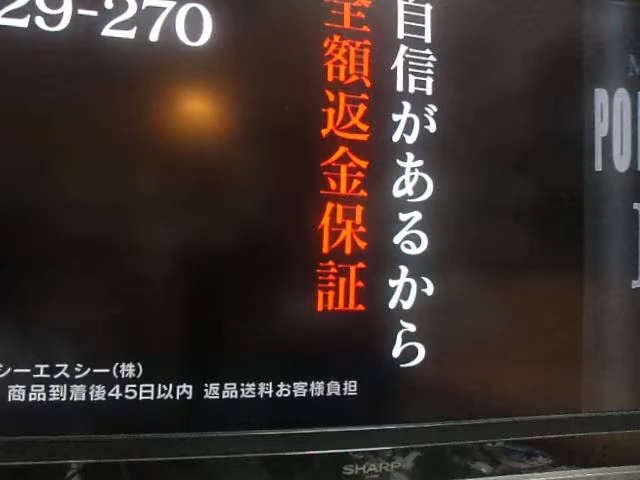 29-270
自信があるから
全額返金保証
PO
シーエスシー(株)
商品到着後45日以内 返品送料お客様負担
SHARP